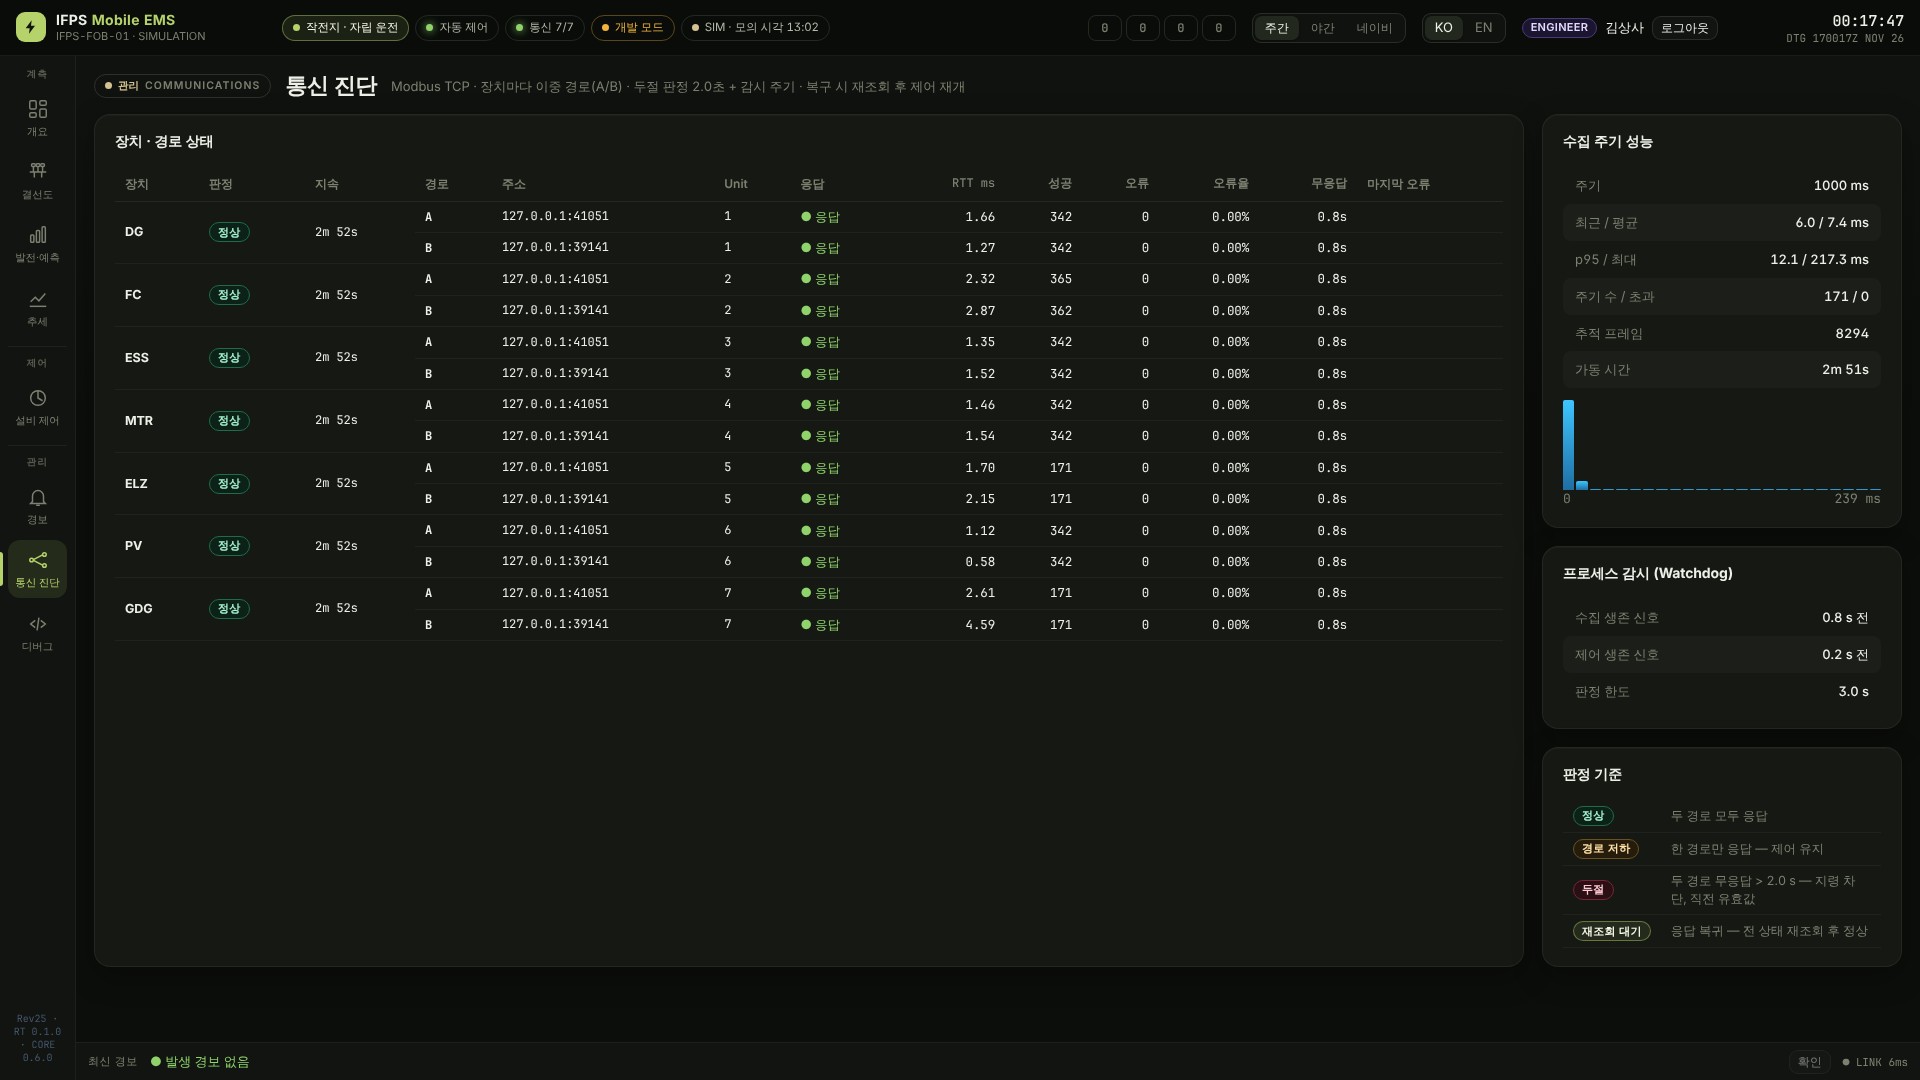 IFPS Mobile EMS
IFPS-FOB-01 · SIMULATION
작전지 · 자립 운전
자동 제어
통신 7/7
개발 모드
SIM · 모의 시각 13:02
0 0 0 0
주간 야간 네이비
KO EN
ENGINEER 김상사 로그아웃
00:17:47
DTG 170017Z NOV 26
계측
개요
결선도
발전·예측
추세
제어
설비 제어
관리
경보
통신 진단
디버그
Rev25 ·
RT 0.1.0
· CORE
0.6.0
관리 COMMUNICATIONS
통신 진단
Modbus TCP · 장치마다 이중 경로(A/B) · 두절 판정 2.0초 + 감시 주기 · 복구 시 재조회 후 제어 재개
장치 · 경로 상태
장치 판정 지속 경로 주소 Unit 응답 RTT ms 성공 오류 오류율 무응답 마지막 오류
DG 정상 2m 52s
A 127.0.0.1:41051 1 응답 1.66 342 0 0.00% 0.8s
B 127.0.0.1:39141 1 응답 1.27 342 0 0.00% 0.8s
FC 정상 2m 52s
A 127.0.0.1:41051 2 응답 2.32 365 0 0.00% 0.8s
B 127.0.0.1:39141 2 응답 2.87 362 0 0.00% 0.8s
ESS 정상 2m 52s
A 127.0.0.1:41051 3 응답 1.35 342 0 0.00% 0.8s
B 127.0.0.1:39141 3 응답 1.52 342 0 0.00% 0.8s
MTR 정상 2m 52s
A 127.0.0.1:41051 4 응답 1.46 342 0 0.00% 0.8s
B 127.0.0.1:39141 4 응답 1.54 342 0 0.00% 0.8s
ELZ 정상 2m 52s
A 127.0.0.1:41051 5 응답 1.70 171 0 0.00% 0.8s
B 127.0.0.1:39141 5 응답 2.15 171 0 0.00% 0.8s
PV 정상 2m 52s
A 127.0.0.1:41051 6 응답 1.12 342 0 0.00% 0.8s
B 127.0.0.1:39141 6 응답 0.58 342 0 0.00% 0.8s
GDG 정상 2m 52s
A 127.0.0.1:41051 7 응답 2.61 171 0 0.00% 0.8s
B 127.0.0.1:39141 7 응답 4.59 171 0 0.00% 0.8s
수집 주기 성능
주기 1000 ms
최근 / 평균 6.0 / 7.4 ms
p95 / 최대 12.1 / 217.3 ms
주기 수 / 초과 171 / 0
추적 프레임 8294
가동 시간 2m 51s
0 239 ms
프로세스 감시 (Watchdog)
수집 생존 신호 0.8 s 전
제어 생존 신호 0.2 s 전
판정 한도 3.0 s
판정 기준
정상 두 경로 모두 응답
경로 저하 한 경로만 응답 — 제어 유지
두절 두 경로 무응답 > 2.0 s — 지령 차
단, 직전 유효값
재조회 대기 응답 복귀 — 전 상태 재조회 후 정상
최신 경보 발생 경보 없음
확인 LINK 6ms